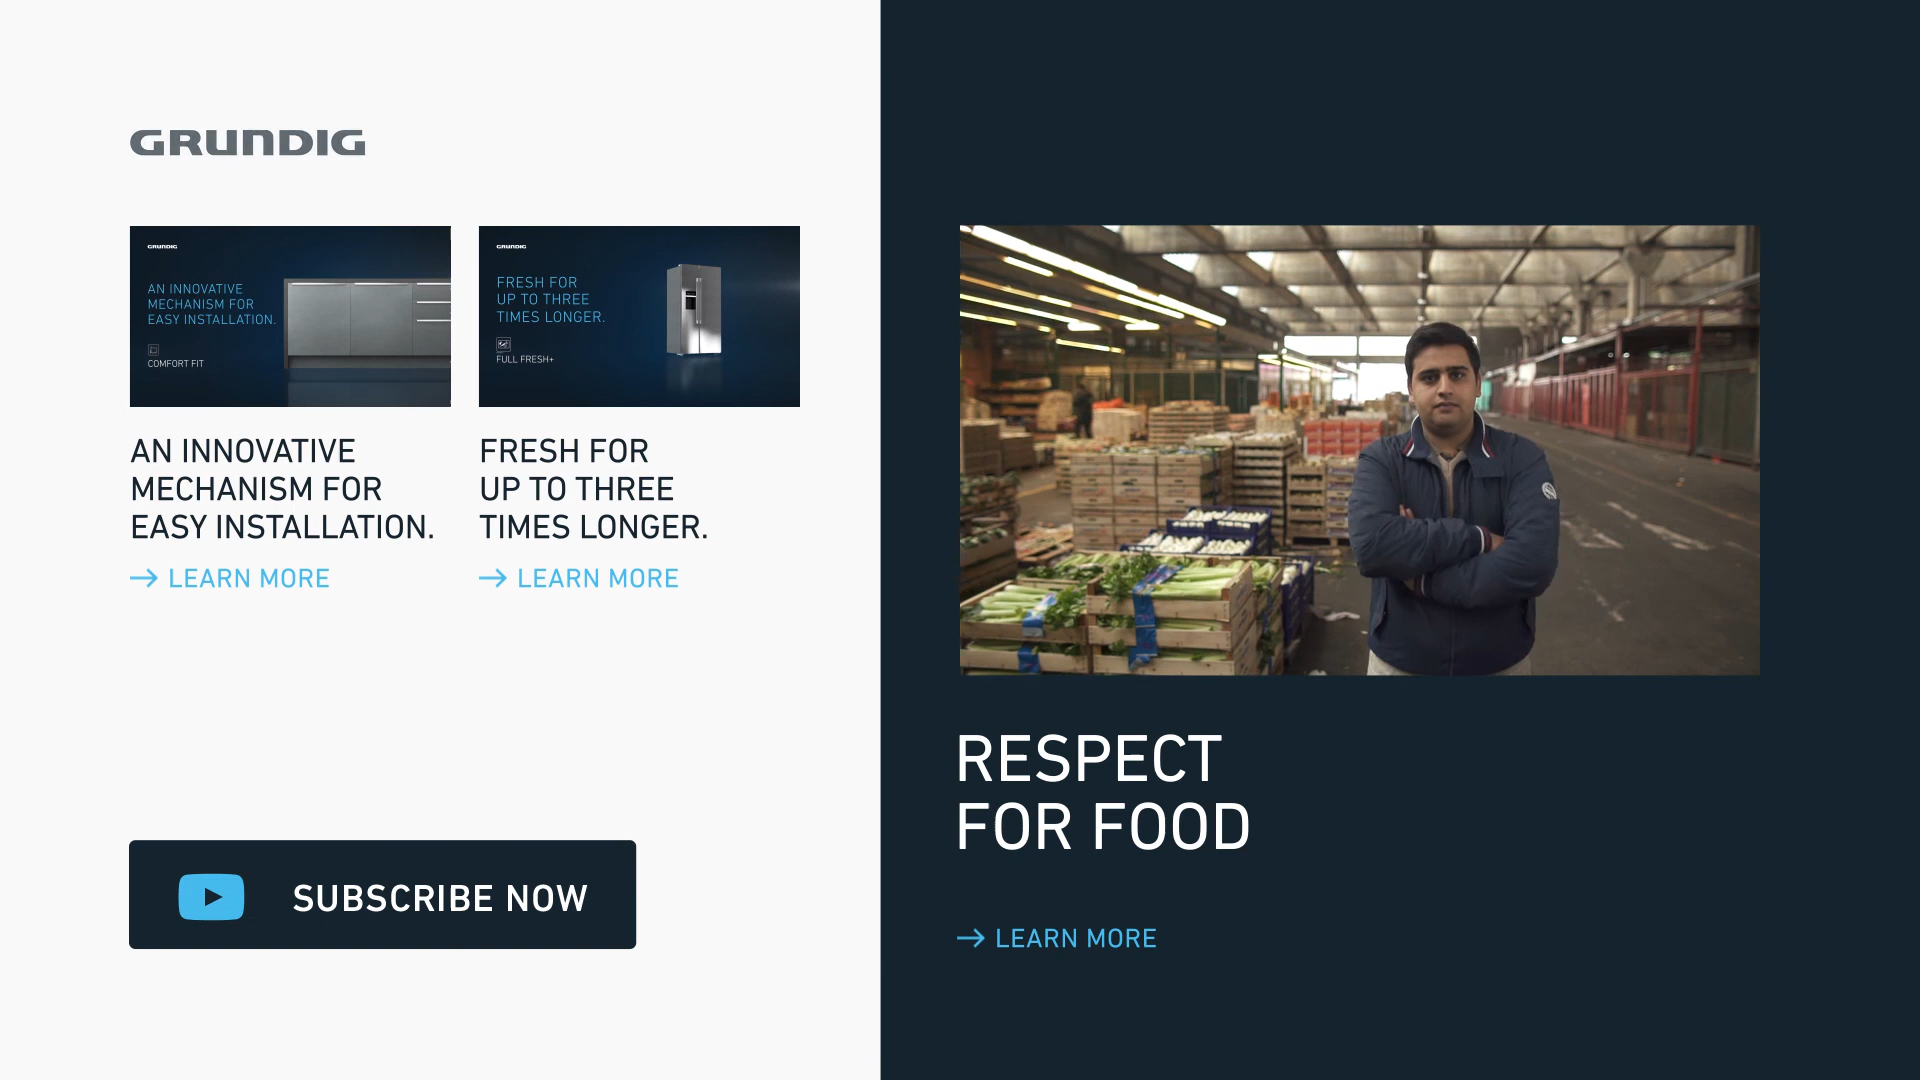 GRUNDIG
GRUNDIG
AN INNOVATIVE
MECHANISM FOR
EASY INSTALLATION.
COMFORT FIT
GRUNDIG
FRESH FOR
UP TO THREE
TIMES LONGER.
FULL FRESH+
AN INNOVATIVE
MECHANISM FOR
EASY INSTALLATION.
→ LEARN MORE
FRESH FOR
UP TO THREE
TIMES LONGER.
→ LEARN MORE
SUBSCRIBE NOW
RESPECT
FOR FOOD
→ LEARN MORE